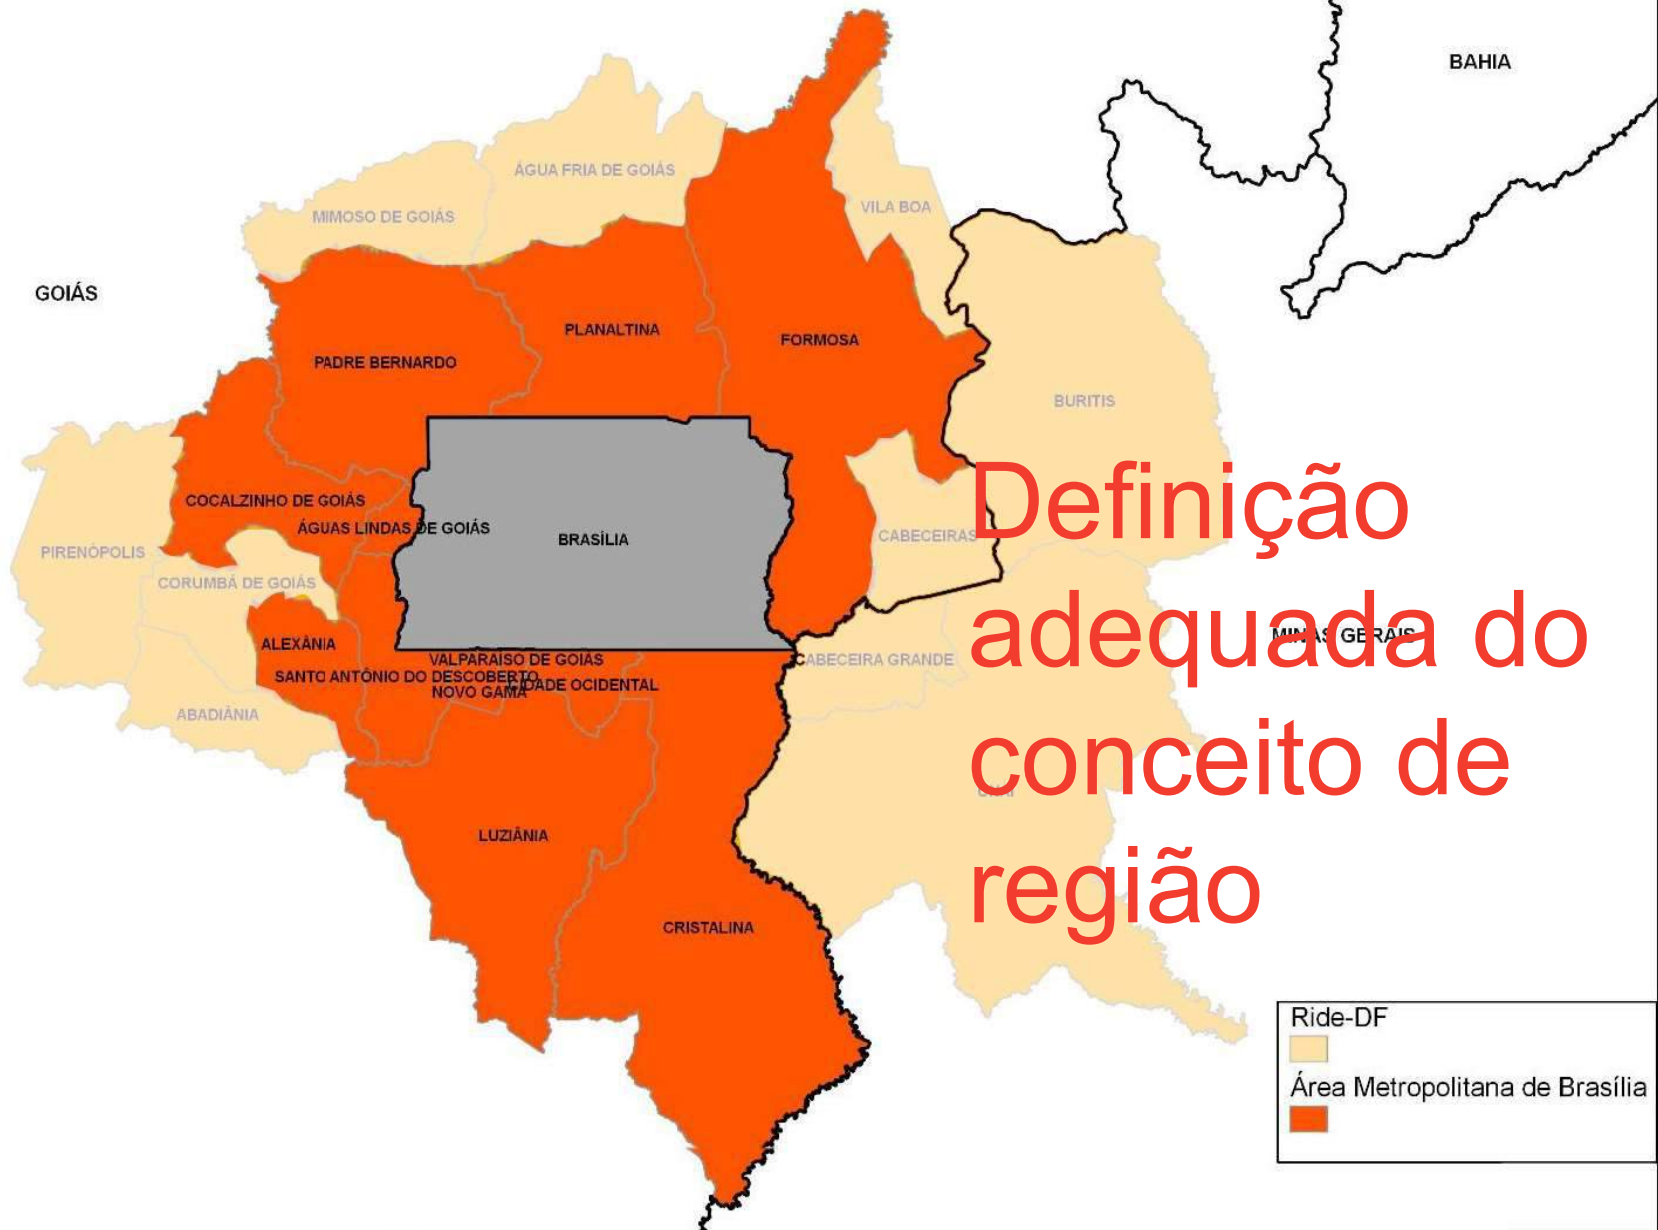 BAHIA
ÁGUA FRIA DE GOIÁS
MIMOSO DE GOIÁS
VILA BOA
GOIÁS
PLANALTINA
FORMOSA
PADRE BERNARDO
BURITIS
COCALZINHO DE GOIÁS
ÁGUAS LINDAS DE GOIÁS
BRASÍLIA
CABECEIRAS
PIRENÓPOLIS
CORUMBÁ DE GOIÁS
Definição
adequada do
conceito de
região
MINAS GERAIS
ALEXÂNIA
VALPARAÍSO DE GOIÁS
CABECEIRA GRANDE
SANTO ANTÔNIO DO DESCOBERTO
CIDADE OCIDENTAL
NOVO GAMA
ABADIÂNIA
LUZIÂNIA
CRISTALINA
Ride-DF
Área Metropolitana de Brasília